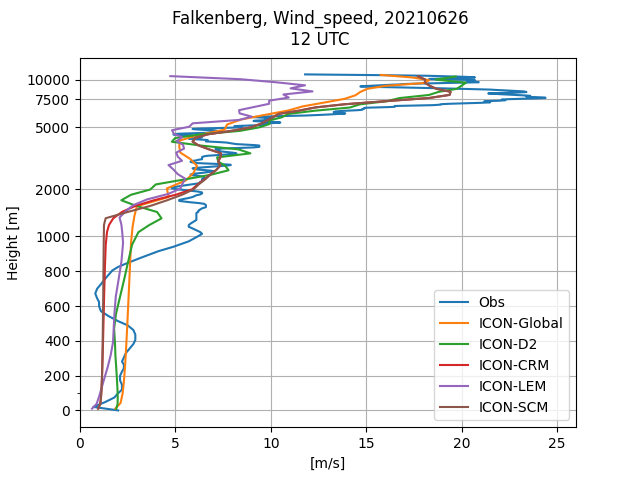 Falkenberg, Wind_speed, 20210626
12 UTC
Height [m]
10000
7500
5000
2000
1000
800
600
400
200
0
Obs
ICON-Global
ICON-D2
ICON-CRM
ICON-LEM
ICON-SCM
0 5 10 15 20 25
[m/s]